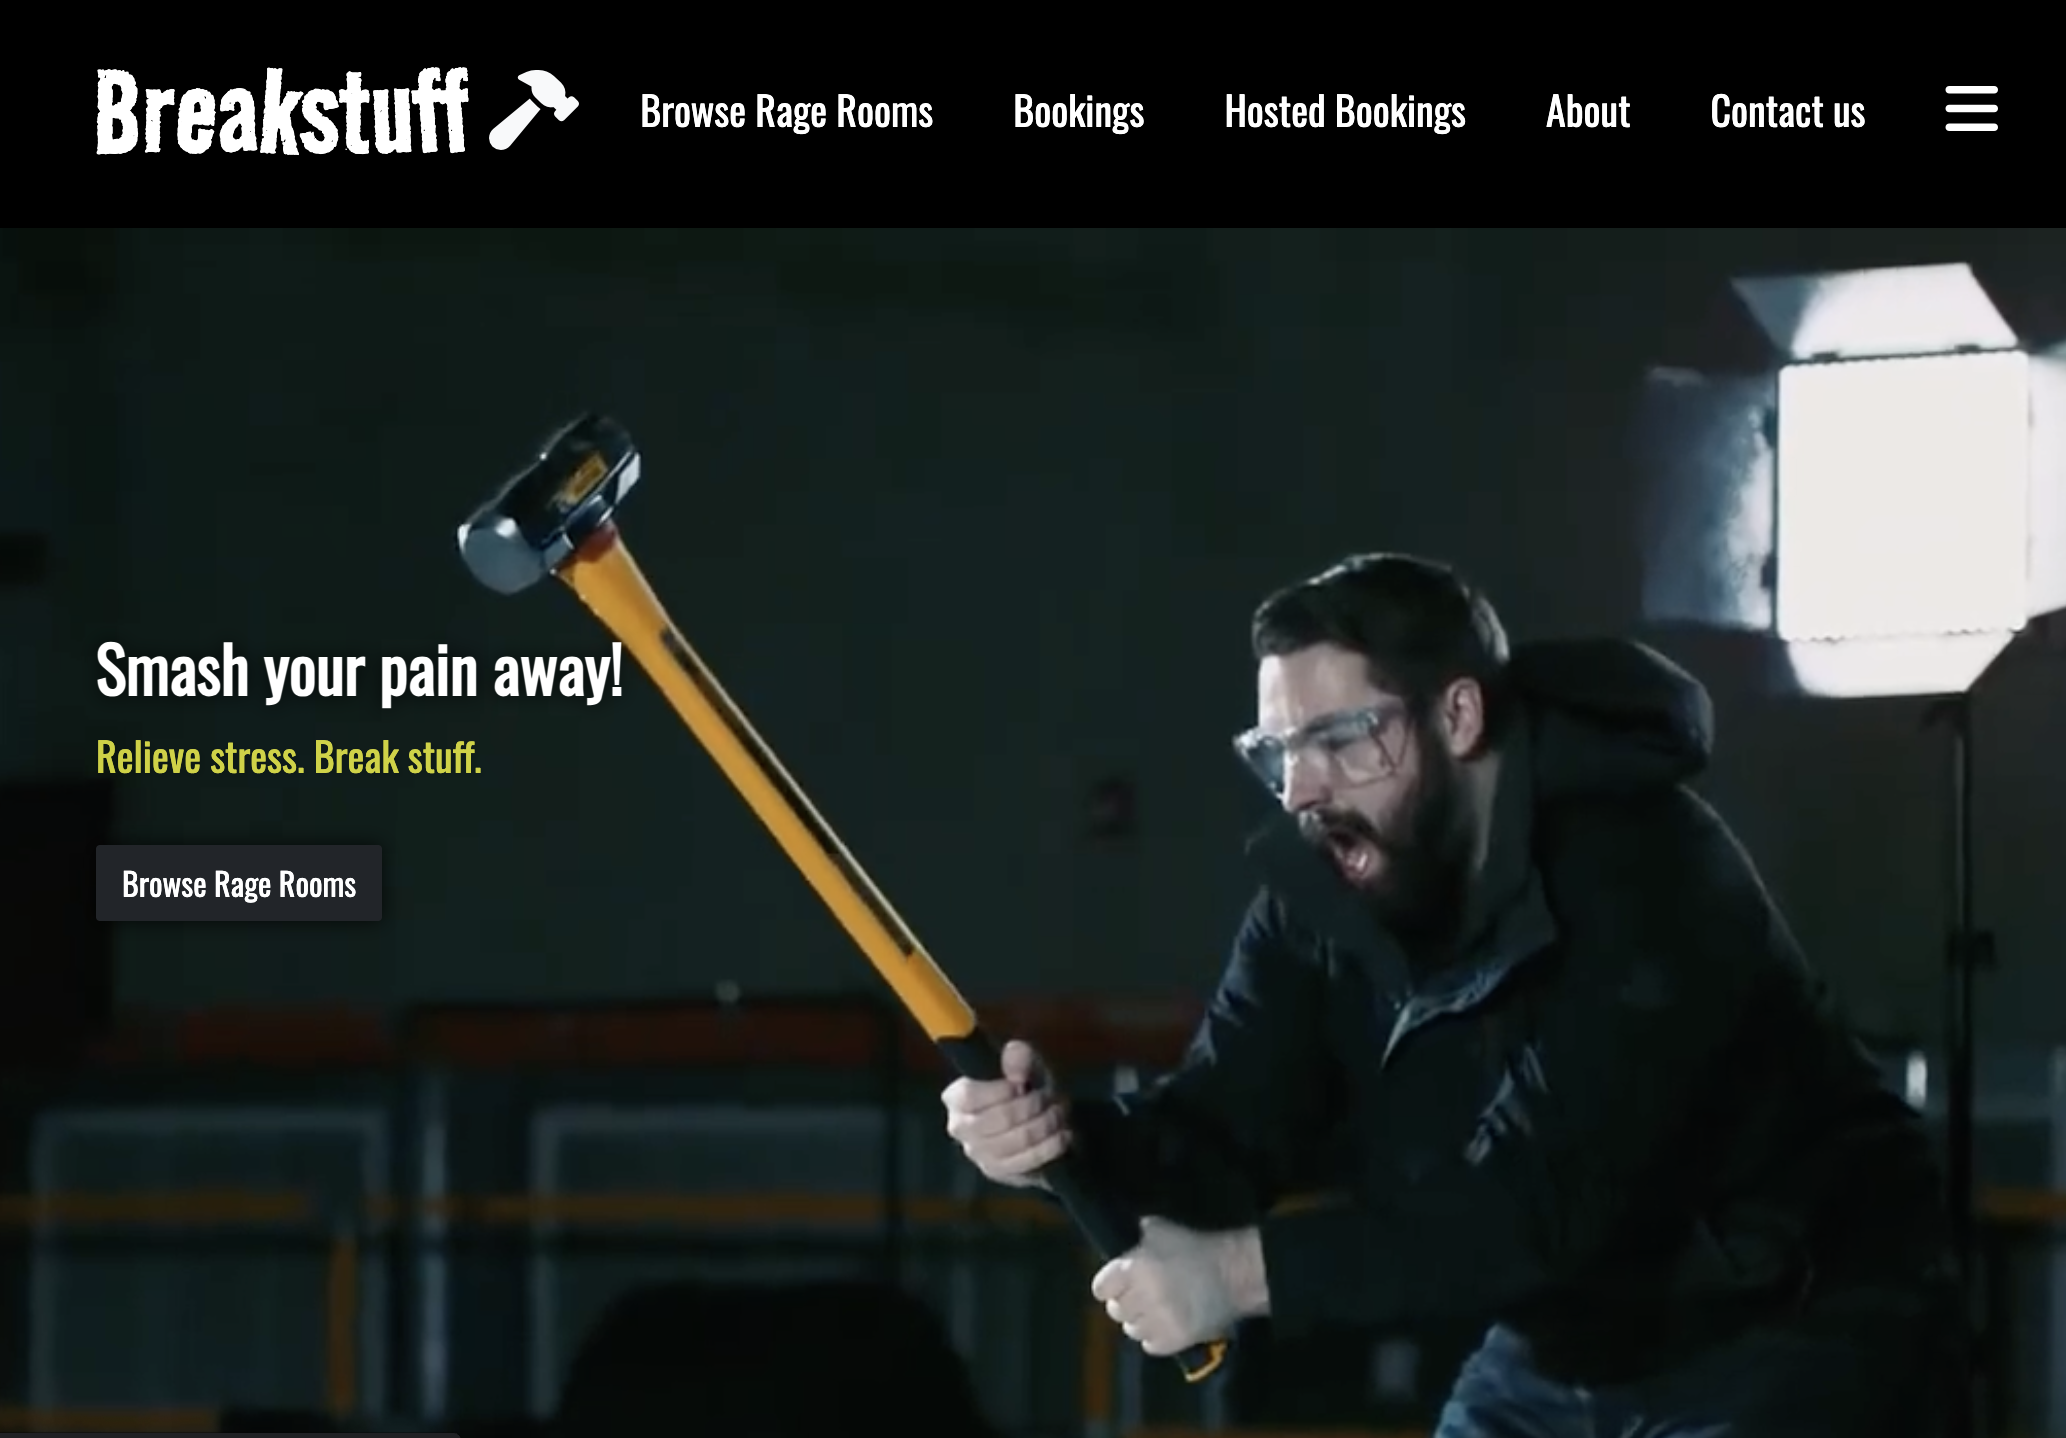 Breakstuff
Browse Rage Rooms
Bookings
Hosted Bookings
About
Contact us
Smash your pain away!
Relieve stress. Break stuff.
Browse Rage Rooms